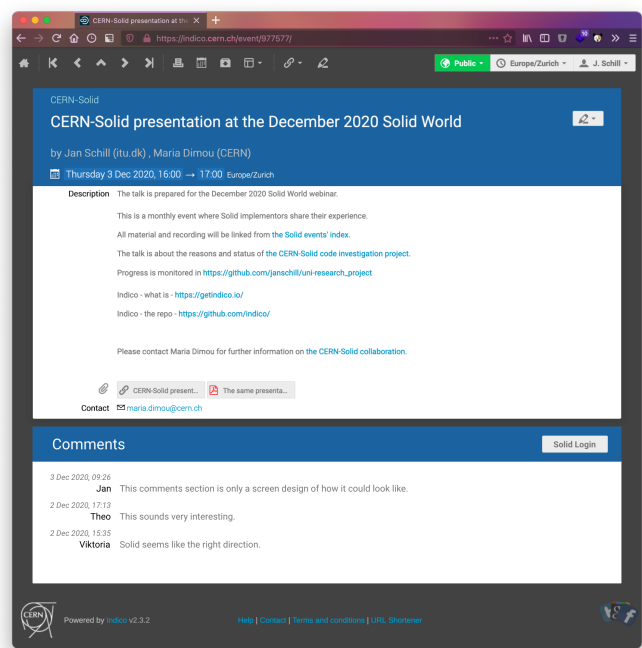 CERN-Solid presentation at the
https://indico.cern.ch/event/977577/
10
Public
Europe/Zurich
J. Schill
CERN-Solid
CERN-Solid presentation at the December 2020 Solid World
by Jan Schill (itu.dk) , Maria Dimou (CERN)
Thursday 3 Dec 2020, 16:00 → 17:00 Europe/Zurich
Description The talk is prepared for the December 2020 Solid World webinar.
This is a monthly event where Solid implementors share their experience.
All material and recording will be linked from the Solid events' index.
The talk is about the reasons and status of the CERN-Solid code investigation project.
Progress is monitored in https://github.com/janschill/uni-research_project
Indico - what is - https://getindico.io/
Indico - the repo - https://github.com/indico/
Please contact Maria Dimou for further information on the CERN-Solid collaboration.
CERN-Solid present... The same presenta...
Contact maria.dimou@cern.ch
Comments
Solid Login
3 Dec 2020, 09:26
Jan This comments section is only a screen design of how it could look like.
2 Dec 2020, 17:13
Theo This sounds very interesting.
2 Dec 2020, 15:35
Viktoria Solid seems like the right direction.
CERN
Powered by Indico v2.3.2
Help | Contact | Terms and conditions | URL Shortener